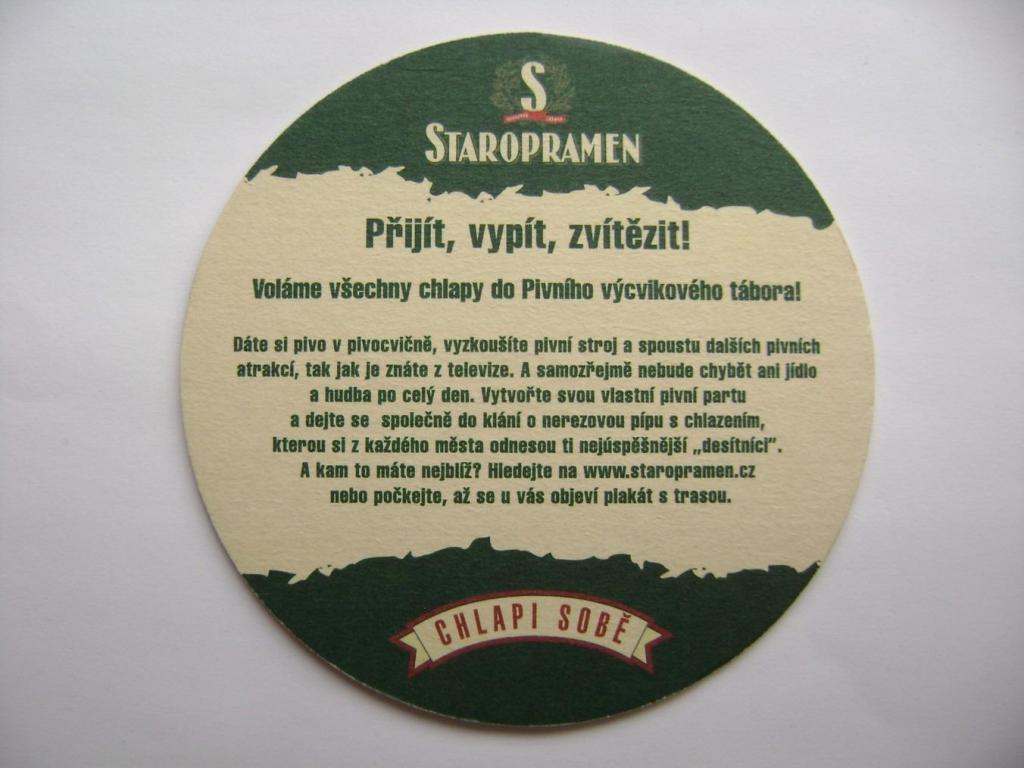 S
STAROPRAMEN
Přijít, vypít, zvítězit!
Voláme všechny chlapy do Pivního výcvikového tábora!
Dáte si pivo v pivocvičně, vyzkoušíte pivní stroj a spoustu dalších pivních
atrakcí, tak jak je znáte z televize. A samozřejmě nebude chybět ani jídlo
a hudba po celý den. Vytvořte svou vlastní pivní partu
a dejte se společně do klání o nerezovou pípu s chlazením,
kterou si z každého města odnesou ti nejúspěšnější „desítníci".
A kam to máte nejblíž? Hledejte na www.staropramen.cz
nebo počkejte, až se u vás objeví plakát s trasou.
CHLAPI SOBĚ